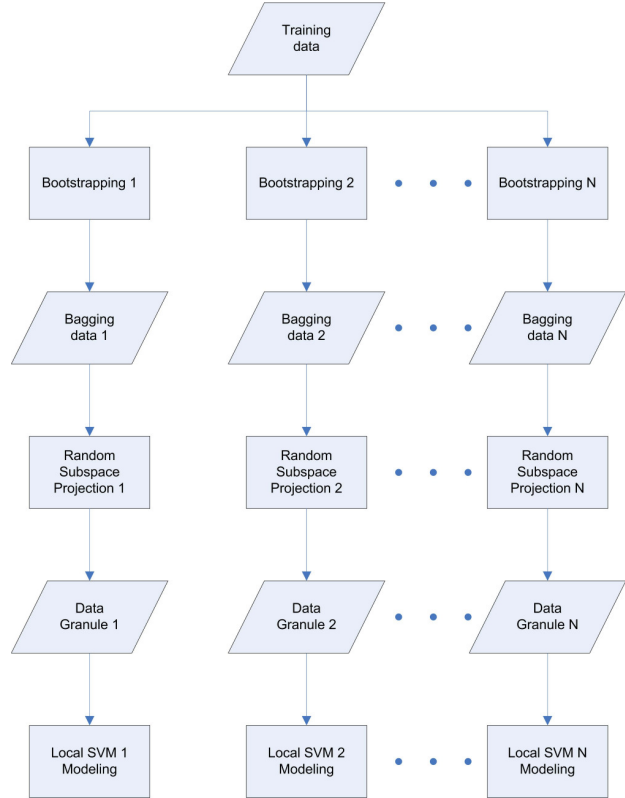 Training
data
Bootstrapping 1
Bootstrapping 2
Bootstrapping N
Bagging
data 1
Bagging
data 2
Bagging
data N
Random
Subspace
Projection 1
Random
Subspace
Projection 2
Random
Subspace
Projection N
Data
Granule 1
Data
Granule 2
Data
Granule N
Local SVM 1
Modeling
Local SVM 2
Modeling
Local SVM N
Modeling